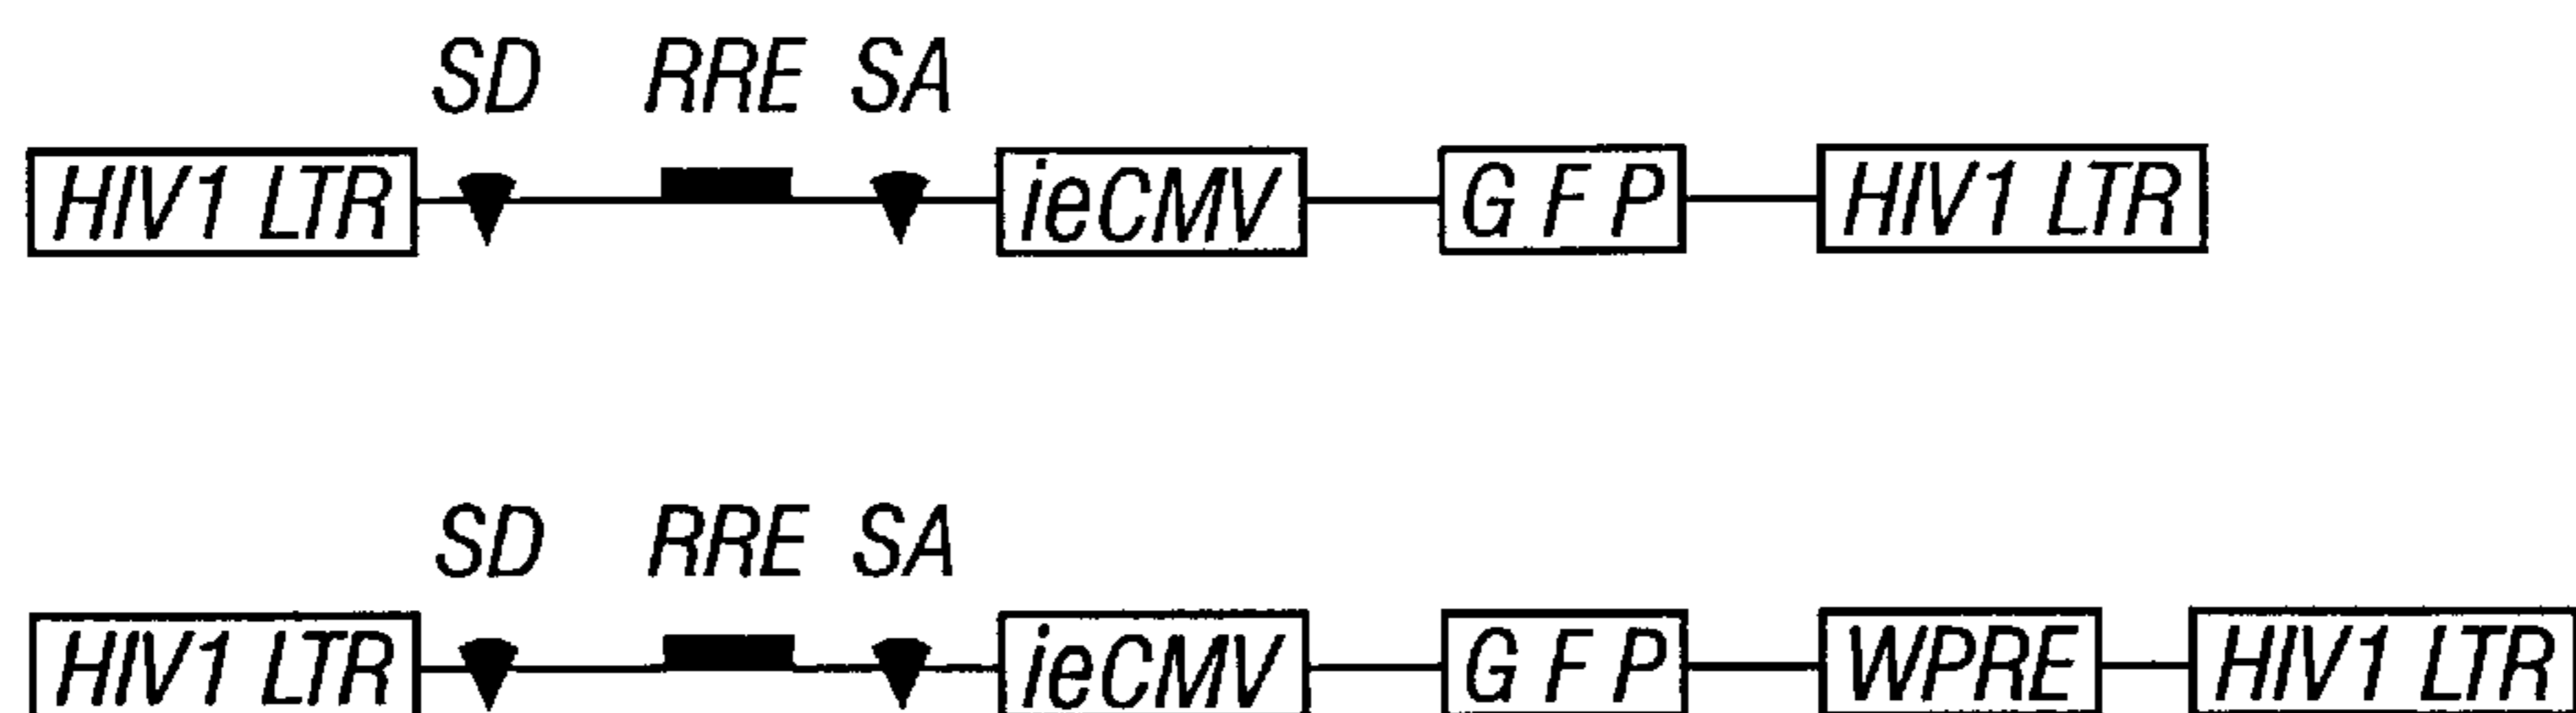 SD RRE SA
HIV1 LTR ieCMV G F P HIV1 LTR
SD RRE SA
HIV1 LTR ieCMV G F P WPRE HIV1 LTR